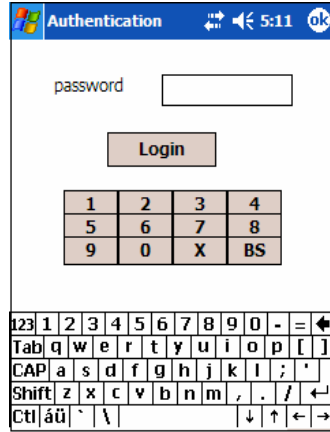 Authentication 5:11 ok
password
Login
1 2 3 4
5 6 7 8
9 0 X BS
123 1 2 3 4 5 6 7 8 9 0 - =
Tab q w e r t y u i o p [ ]
CAP a s d f g h j k l ; '
Shift z x c v b n m , . /
Ctl áü ` \ ↓ ↑ ← →